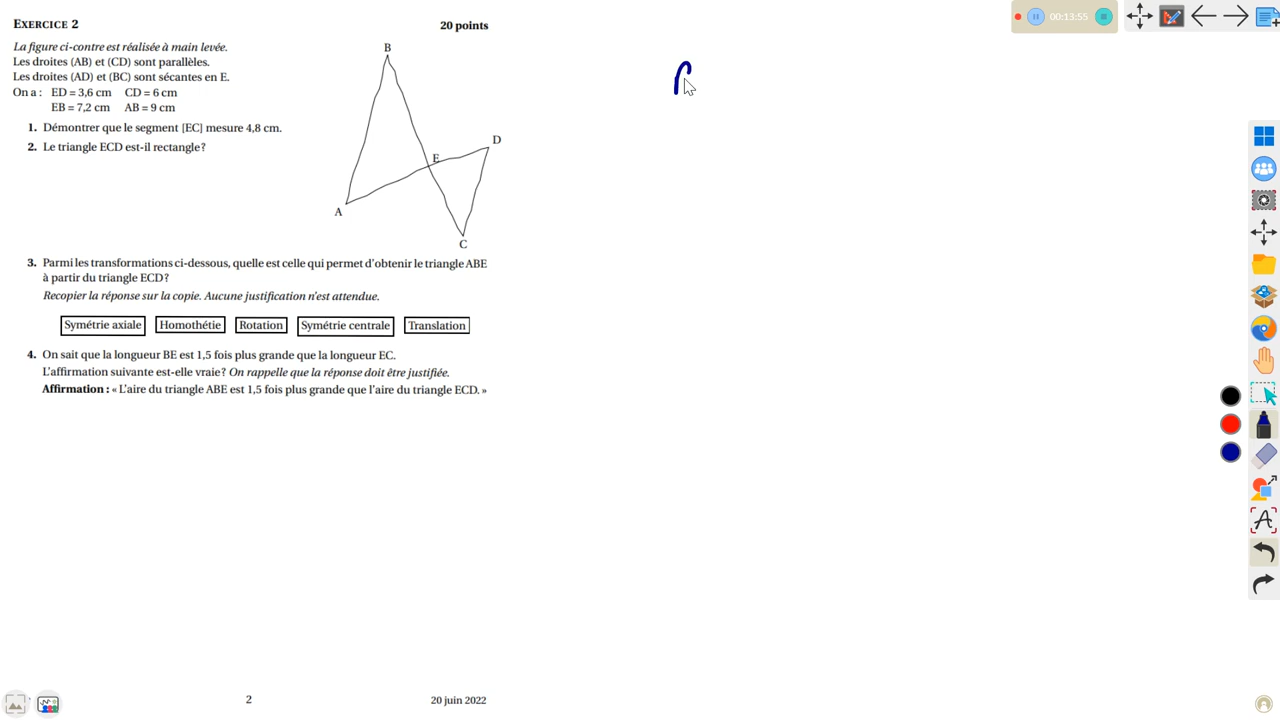 EXERCICE 2 20 points
La figure ci-contre est réalisée à main levée.
Les droites (AB) et (CD) sont parallèles.
Les droites (AD) et (BC) sont sécantes en E.
On a : ED = 3,6 cm CD = 6 cm
EB = 7,2 cm AB = 9 cm
1. Démontrer que le segment [EC] mesure 4,8 cm.
2. Le triangle ECD est-il rectangle ?
B
D
E
A
C
3. Parmi les transformations ci-dessous, quelle est celle qui permet d'obtenir le triangle ABE
à partir du triangle ECD ?
Recopier la réponse sur la copie. Aucune justification n'est attendue.
Symétrie axiale Homothétie Rotation Symétrie centrale Translation
4. On sait que la longueur BE est 1,5 fois plus grande que la longueur EC.
L'affirmation suivante est-elle vraie ? On rappelle que la réponse doit être justifiée.
Affirmation : « L'aire du triangle ABE est 1,5 fois plus grande que l'aire du triangle ECD. »
2 20 juin 2022
00:13:55